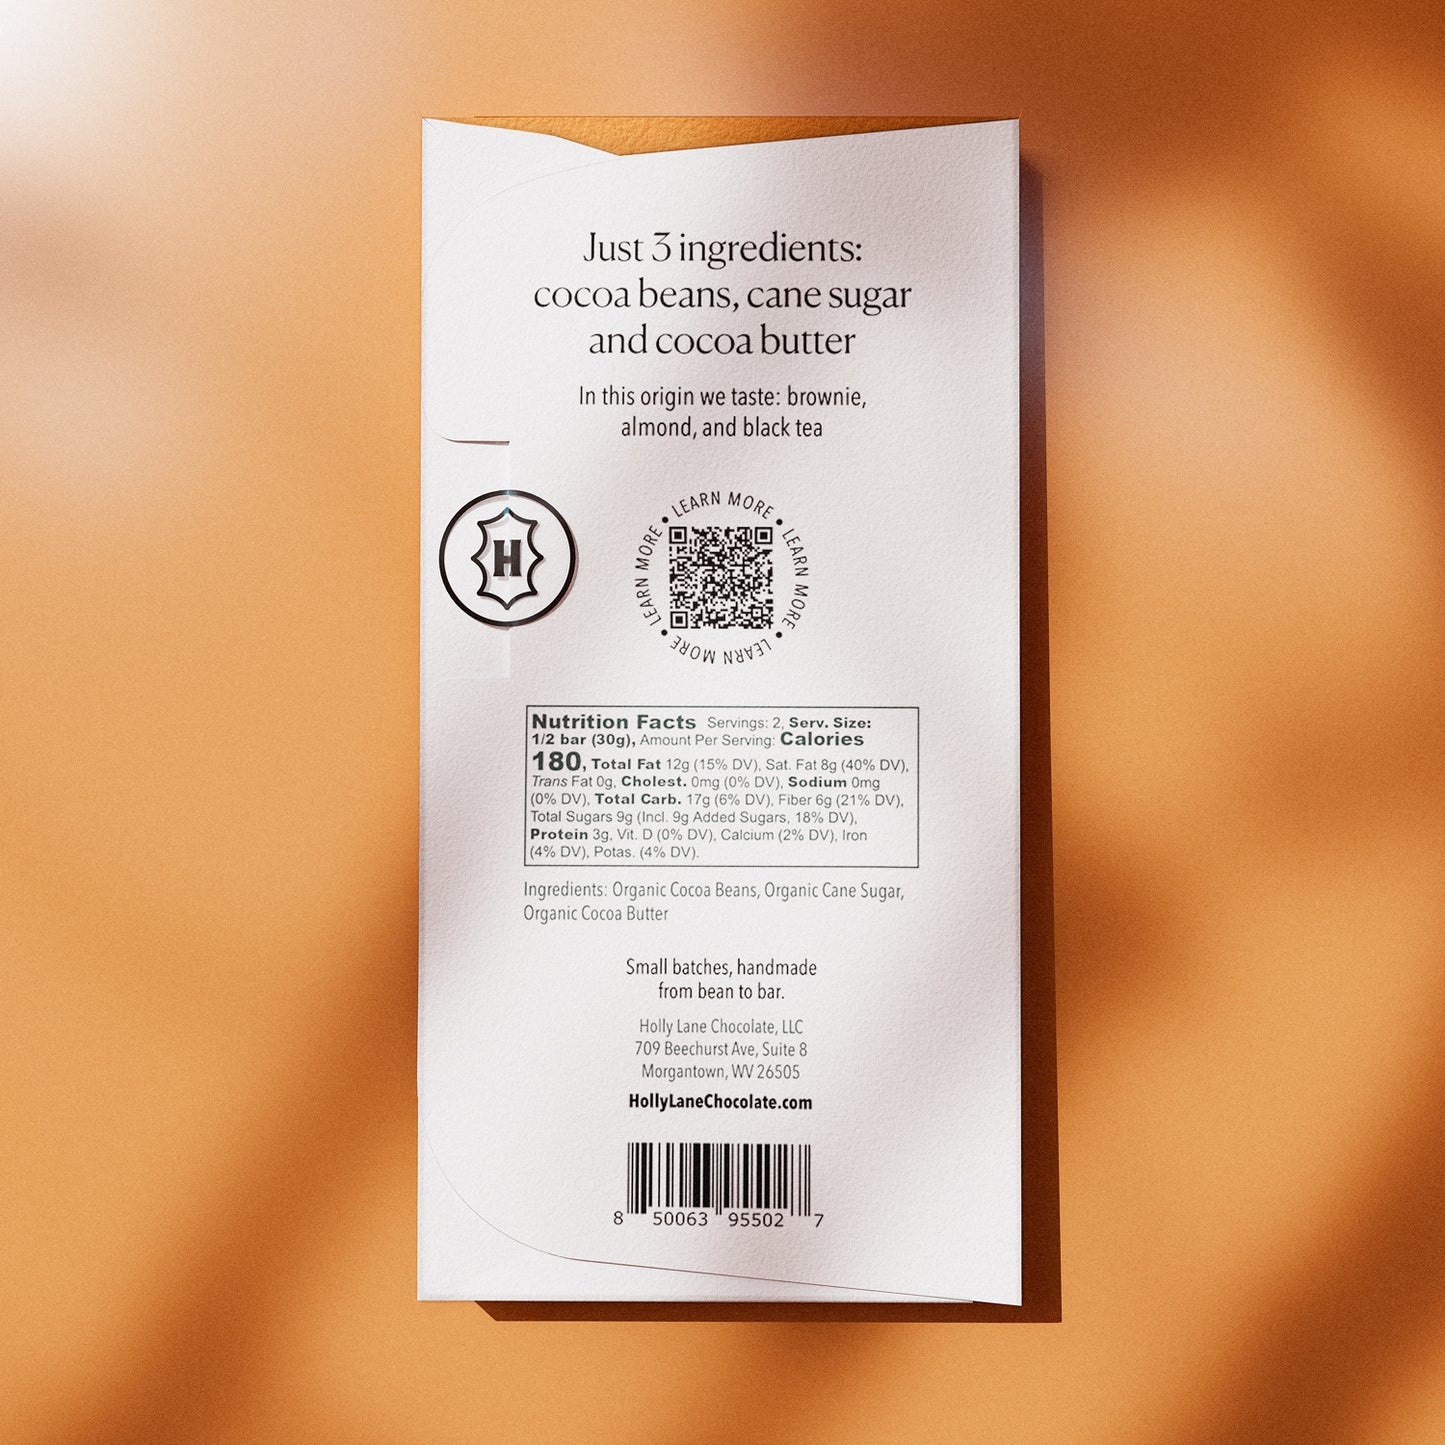 Just 3 ingredients:
cocoa beans, cane sugar
and cocoa butter
In this origin we taste: brownie,
almond, and black tea
H
LEARN MORE • LEARN MORE • LEARN MORE • LEARN MORE •
Nutrition Facts Servings: 2, Serv. Size:
1/2 bar (30g), Amount Per Serving: Calories
180, Total Fat 12g (15% DV), Sat. Fat 8g (40% DV),
Trans Fat 0g, Cholest. 0mg (0% DV), Sodium 0mg
(0% DV), Total Carb. 17g (6% DV), Fiber 6g (21% DV),
Total Sugars 9g (Incl. 9g Added Sugars, 18% DV),
Protein 3g, Vit. D (0% DV), Calcium (2% DV), Iron
(4% DV), Potas. (4% DV).
Ingredients: Organic Cocoa Beans, Organic Cane Sugar,
Organic Cocoa Butter
Small batches, handmade
from bean to bar.
Holly Lane Chocolate, LLC
709 Beechurst Ave, Suite 8
Morgantown, WV 26505
HollyLaneChocolate.com
8 50063 95502 7